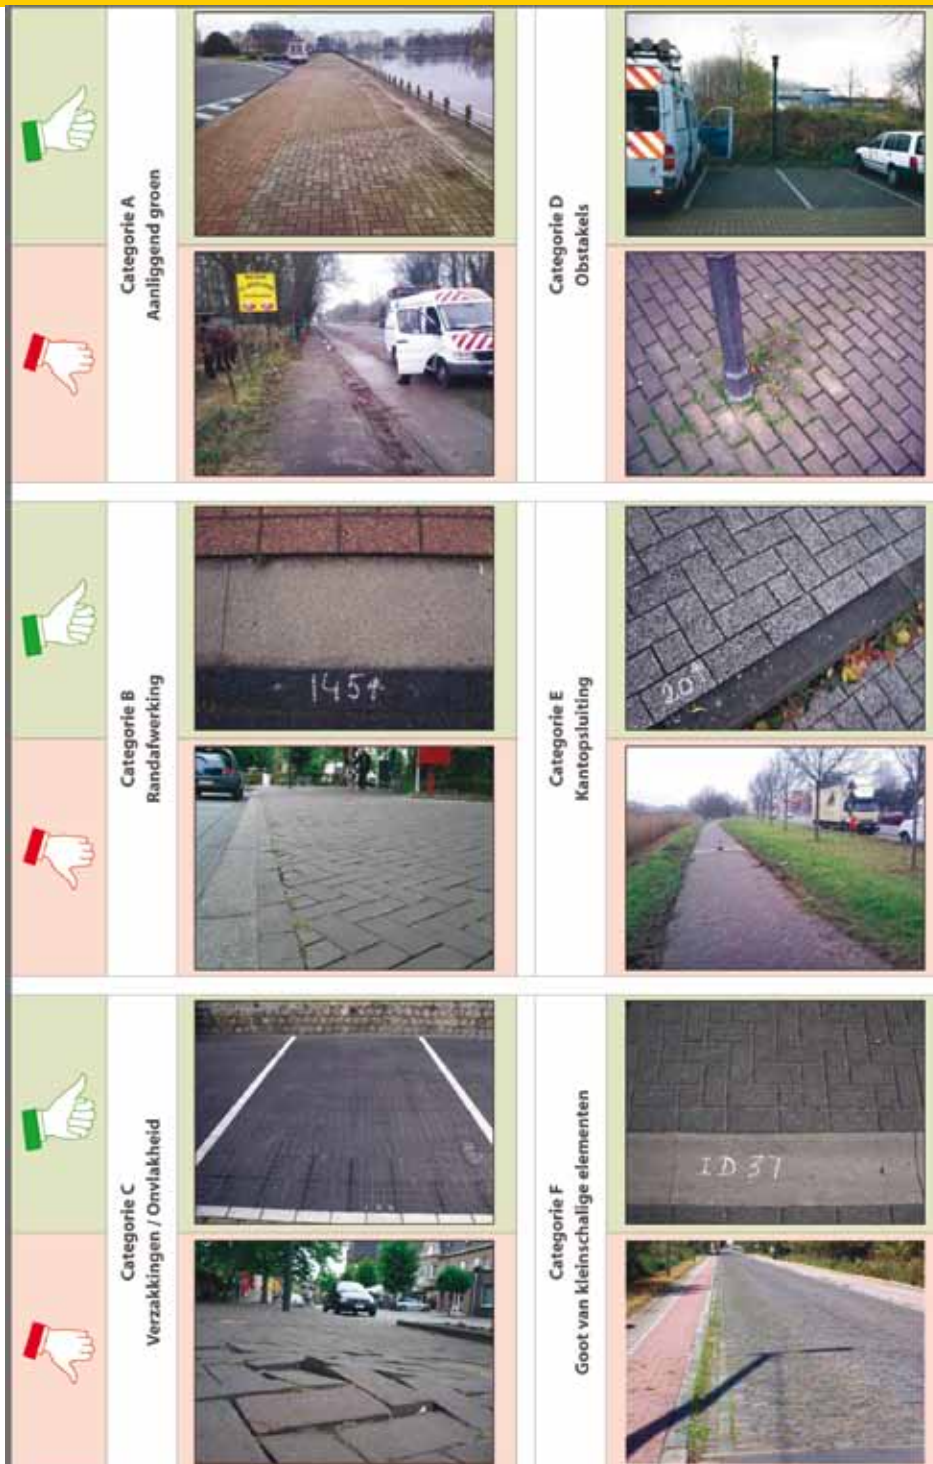 Categorie A
Aanliggend groen
Categorie D
Obstakels
Categorie B
Randafwerking
1451
Categorie E
Kantopsluiting
20
Categorie C
Verzakkingen / Onvlakheid
Categorie F
Goot van kleinschalige elementen
ID 37